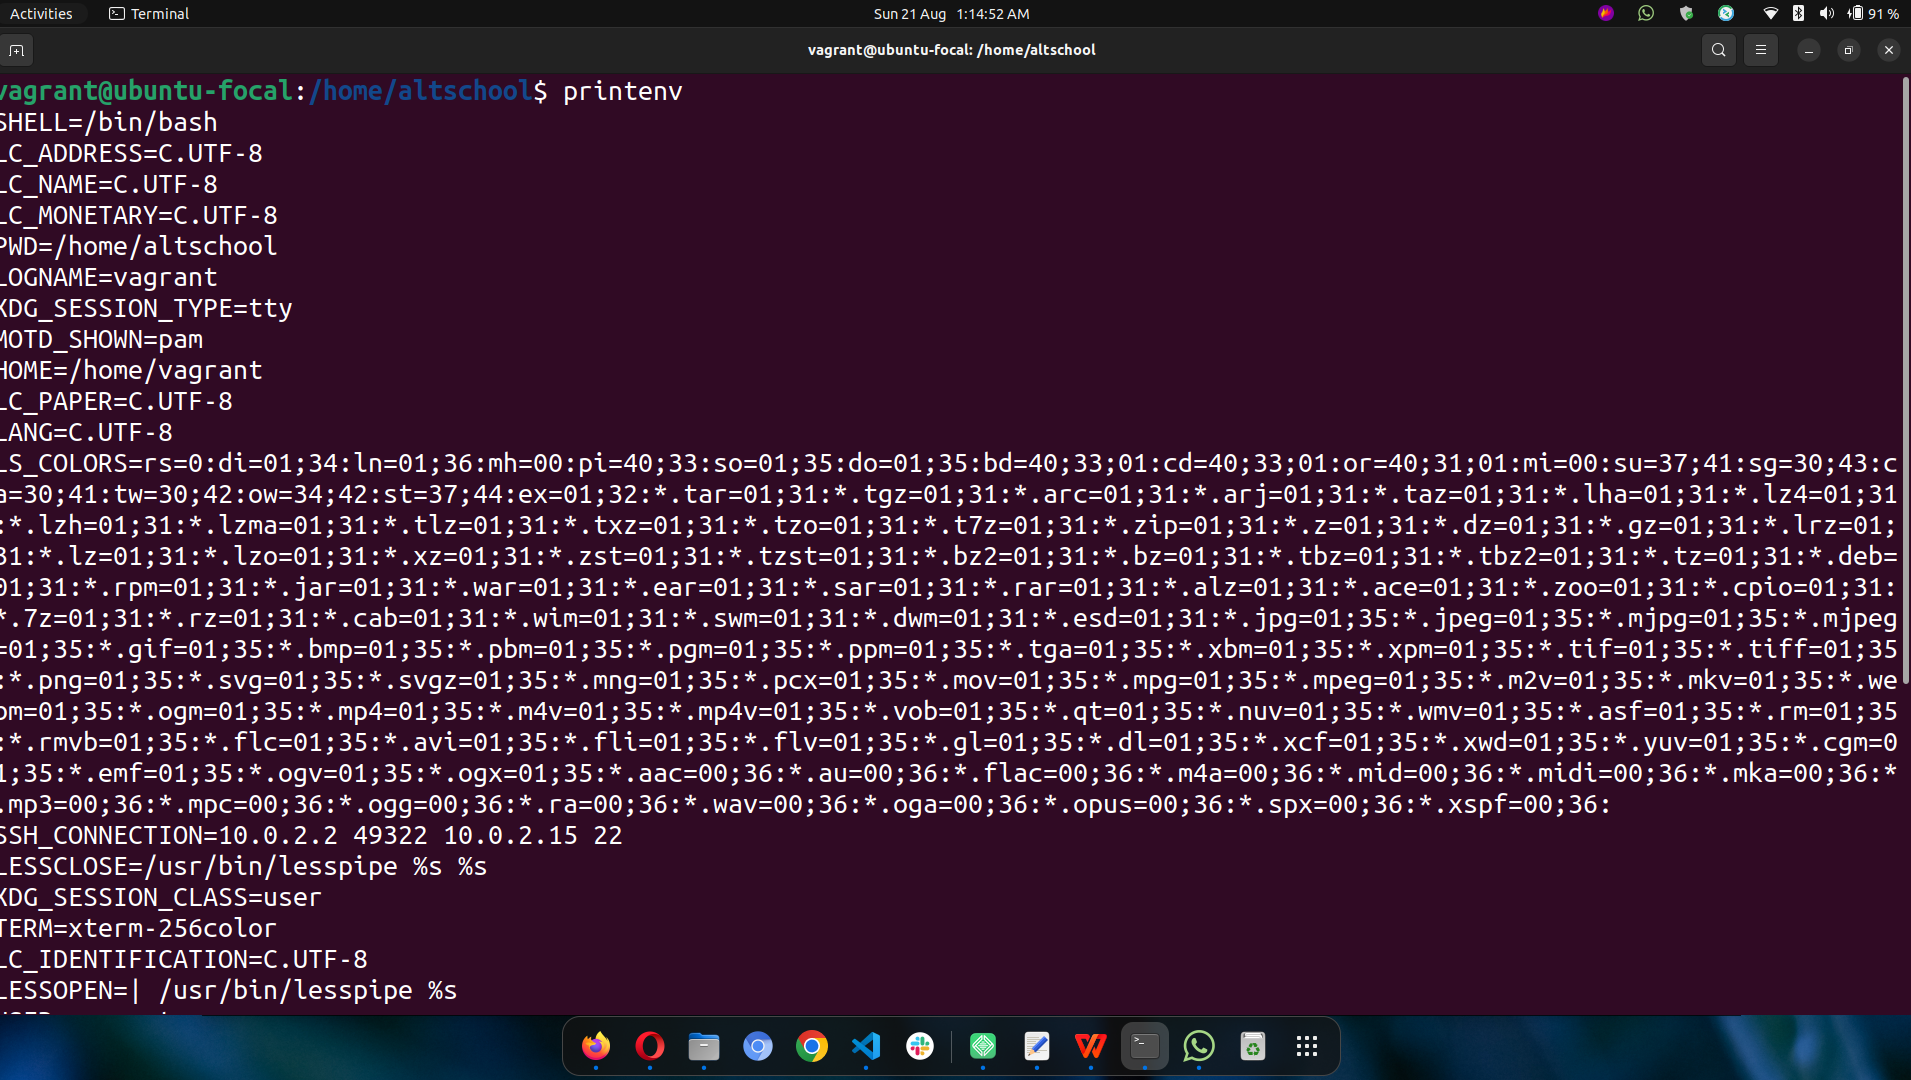 Activities
Terminal
Sun 21 Aug 1:14:52 AM
91 %
vagrant@ubuntu-focal: /home/altschool
vagrant@ubuntu-focal:/home/altschool$ printenv
SHELL=/bin/bash
LC_ADDRESS=C.UTF-8
LC_NAME=C.UTF-8
LC_MONETARY=C.UTF-8
PWD=/home/altschool
LOGNAME=vagrant
XDG_SESSION_TYPE=tty
MOTD_SHOWN=pam
HOME=/home/vagrant
LC_PAPER=C.UTF-8
LANG=C.UTF-8
LS_COLORS=rs=0:di=01;34:ln=01;36:mh=00:pi=40;33:so=01;35:do=01;35:bd=40;33;01:cd=40;33;01:or=40;31;01:mi=00:su=37;41:sg=30;43:c
a=30;41:tw=30;42:ow=34;42:st=37;44:ex=01;32:*.tar=01;31:*.tgz=01;31:*.arc=01;31:*.arj=01;31:*.taz=01;31:*.lha=01;31:*.lz4=01;31
:*.lzh=01;31:*.lzma=01;31:*.tlz=01;31:*.txz=01;31:*.tzo=01;31:*.t7z=01;31:*.zip=01;31:*.z=01;31:*.dz=01;31:*.gz=01;31:*.lrz=01;
31:*.lz=01;31:*.lzo=01;31:*.xz=01;31:*.zst=01;31:*.tzst=01;31:*.bz2=01;31:*.bz=01;31:*.tbz=01;31:*.tbz2=01;31:*.tz=01;31:*.deb=
01;31:*.rpm=01;31:*.jar=01;31:*.war=01;31:*.ear=01;31:*.sar=01;31:*.rar=01;31:*.alz=01;31:*.ace=01;31:*.zoo=01;31:*.cpio=01;31:
*.7z=01;31:*.rz=01;31:*.cab=01;31:*.wim=01;31:*.swm=01;31:*.dwm=01;31:*.esd=01;31:*.jpg=01;35:*.jpeg=01;35:*.mjpg=01;35:*.mjpeg
=01;35:*.gif=01;35:*.bmp=01;35:*.pbm=01;35:*.pgm=01;35:*.ppm=01;35:*.tga=01;35:*.xbm=01;35:*.xpm=01;35:*.tif=01;35:*.tiff=01;35
:*.png=01;35:*.svg=01;35:*.svgz=01;35:*.mng=01;35:*.pcx=01;35:*.mov=01;35:*.mpg=01;35:*.mpeg=01;35:*.m2v=01;35:*.mkv=01;35:*.we
bm=01;35:*.ogm=01;35:*.mp4=01;35:*.m4v=01;35:*.mp4v=01;35:*.vob=01;35:*.qt=01;35:*.nuv=01;35:*.wmv=01;35:*.asf=01;35:*.rm=01;35
:*.rmvb=01;35:*.flc=01;35:*.avi=01;35:*.fli=01;35:*.flv=01;35:*.gl=01;35:*.dl=01;35:*.xcf=01;35:*.xwd=01;35:*.yuv=01;35:*.cgm=0
1;35:*.emf=01;35:*.ogv=01;35:*.ogx=01;35:*.aac=00;36:*.au=00;36:*.flac=00;36:*.m4a=00;36:*.mid=00;36:*.midi=00;36:*.mka=00;36:*
.mp3=00;36:*.mpc=00;36:*.ogg=00;36:*.ra=00;36:*.wav=00;36:*.oga=00;36:*.opus=00;36:*.spx=00;36:*.xspf=00;36:
SSH_CONNECTION=10.0.2.2 49322 10.0.2.15 22
LESSCLOSE=/usr/bin/lesspipe %s %s
XDG_SESSION_CLASS=user
TERM=xterm-256color
LC_IDENTIFICATION=C.UTF-8
LESSOPEN=| /usr/bin/lesspipe %s